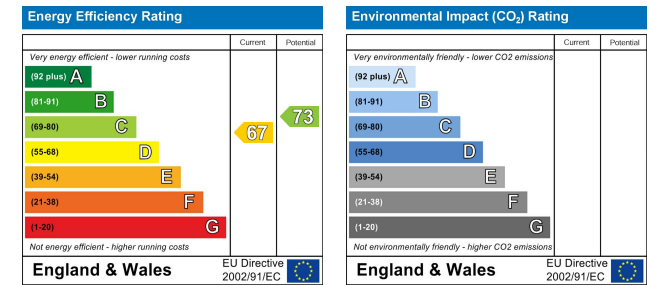 Energy Efficiency Rating
Current Potential
Very energy efficient - lower running costs
(92 plus) A
(81-91) B
(69-80) C
(55-68) D
(39-54) E
(21-38) F
(1-20) G
67
73
Not energy efficient - higher running costs
England & Wales
EU Directive
2002/91/EC
Environmental Impact (CO₂) Rating
Current Potential
Very environmentally friendly - lower CO2 emissions
(92 plus) A
(81-91) B
(69-80) C
(55-68) D
(39-54) E
(21-38) F
(1-20) G
Not environmentally friendly - higher CO2 emissions
England & Wales
EU Directive
2002/91/EC